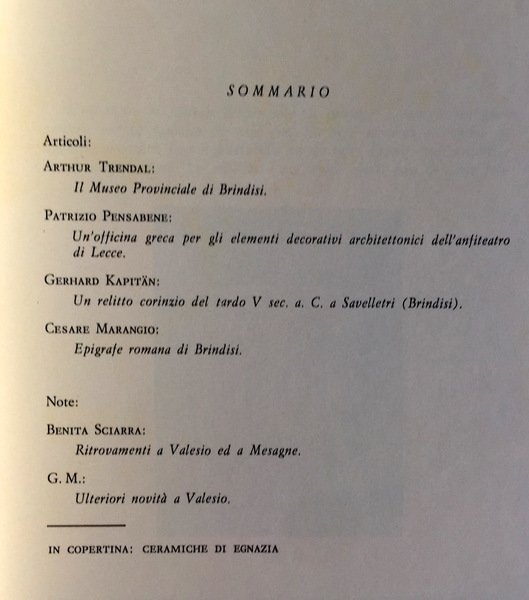 SOMMARIO
Articoli:
ARTHUR TRENDAL:
Il Museo Provinciale di Brindisi.
PATRIZIO PENSABENE:
Un'officina greca per gli elementi decorativi architettonici dell'anfiteatro
di Lecce.
GERHARD KAPITÄN:
Un relitto corinzio del tardo V sec. a. C. a Savelletri (Brindisi).
CESARE MARANGIO:
Epigrafe romana di Brindisi.
Note:
BENITA SCIARRA:
Ritrovamenti a Valesio ed a Mesagne.
G. M.:
Ulteriori novità a Valesio.
IN COPERTINA: CERAMICHE DI EGNAZIA